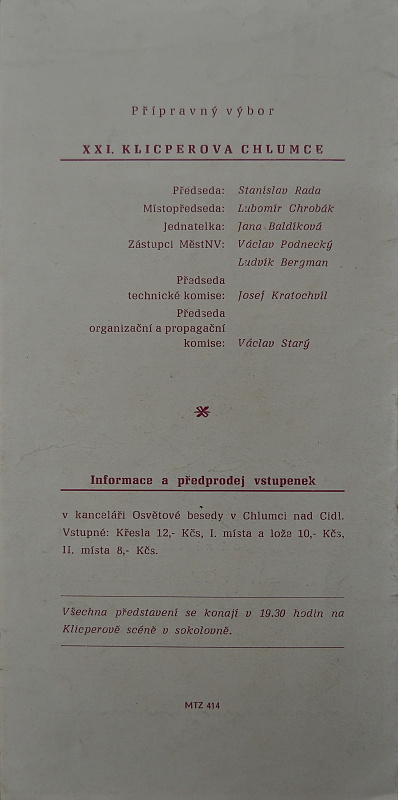 Přípravný výbor
XXI. KLICPEROVA CHLUMCE
Předseda: Stanislav Rada
Místopředseda: Lubomír Chrobák
Jednatelka: Jana Baldíková
Zástupci MěstNV: Václav Podnecký
Ludvík Bergman
Předseda
technické komise: Josef Kratochvíl
Předseda
organizační a propagační
komise: Václav Starý
Informace a předprodej vstupenek
v kanceláři Osvětové besedy v Chlumci nad Cidl.
Vstupné: Křesla 12,- Kčs, I. místa a lože 10,- Kčs,
II. místa 8,- Kčs.
Všechna představení se konají v 19.30 hodin na
Klicperově scéně v sokolovně.
MTZ 414